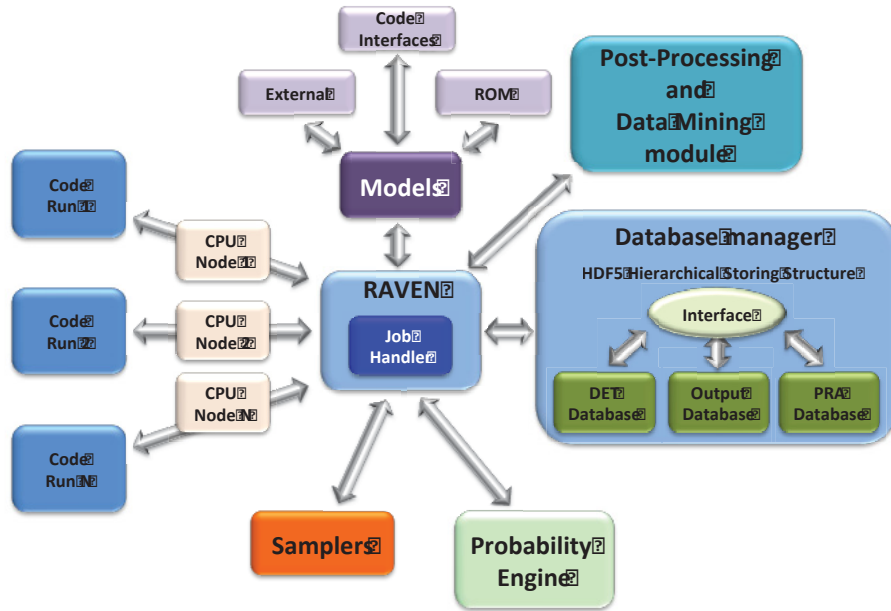 Code
Interfaces
External
ROM
Models
Post-Processing
and
Data Mining
module
Code
Run 1
CPU
Node 1
Code
Run 2
CPU
Node 2
Code
Run N
CPU
Node N
RAVEN
Job
Handler
Database manager
HDF5 Hierarchical Storing Structure
Interface
DET
Database
Output
Database
PRA
Database
Samplers
Probability
Engine